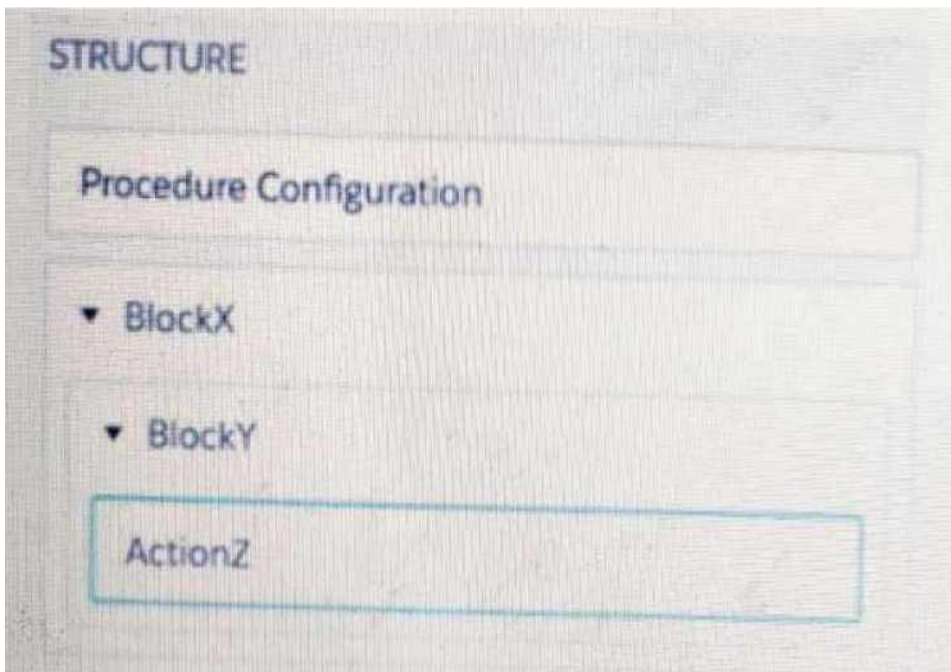 STRUCTURE
Procedure Configuration
BlockX
BlockY
ActionZ